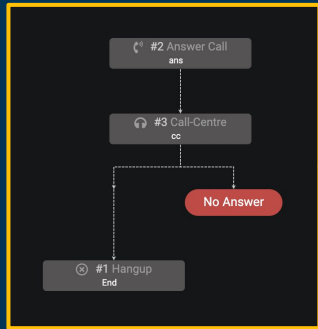 #2 Answer Call
ans
#3 Call-Centre
cc
No Answer
#1 Hangup
End